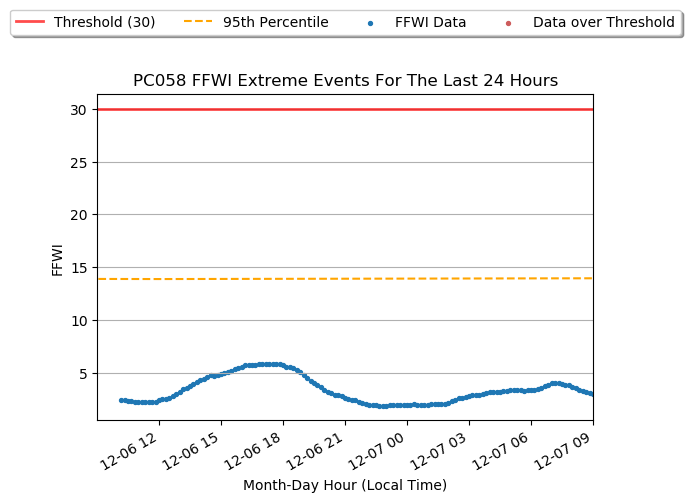 Threshold (30) 95th Percentile FFWI Data Data over Threshold
PC058 FFWI Extreme Events For The Last 24 Hours
30
25
20
15
10
5
FFWI
12-06 12 12-06 15 12-06 18 12-06 21 12-07 00 12-07 03 12-07 06 12-07 09
Month-Day Hour (Local Time)